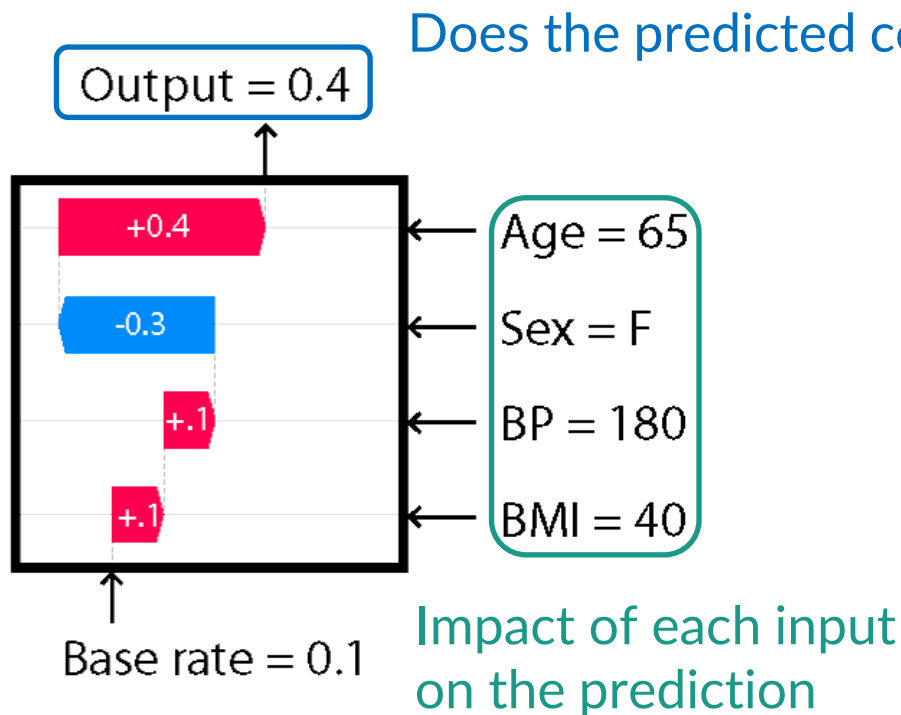 Does the predicted
Output = 0.4
+0.4
Age = 65
-0.3
Sex = F
+.1
BP = 180
+.1
BMI = 40
Base rate = 0.1
Impact of each input
on the prediction